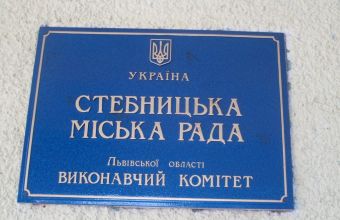 УКРАЇНА
СТЕБНИЦЬКА
МІСЬКА РАДА
Львівської області
ВИКОНАВЧИЙ КОМІТЕТ